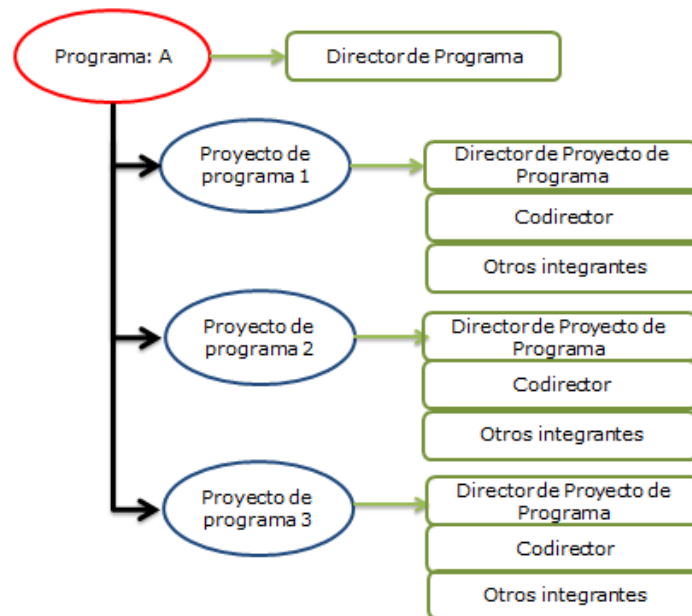 Programa: A
Director de Programa
Proyecto de
programa 1
Director de Proyecto de
Programa
Codirector
Otros integrantes
Proyecto de
programa 2
Director de Proyecto de
Programa
Codirector
Otros integrantes
Proyecto de
programa 3
Director de Proyecto de
Programa
Codirector
Otros integrantes